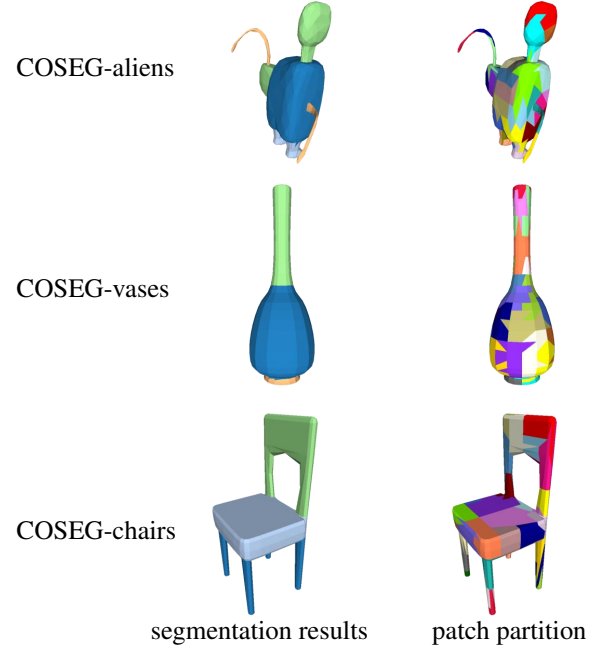 COSEG-aliens
COSEG-vases
COSEG-chairs
segmentation results
patch partition